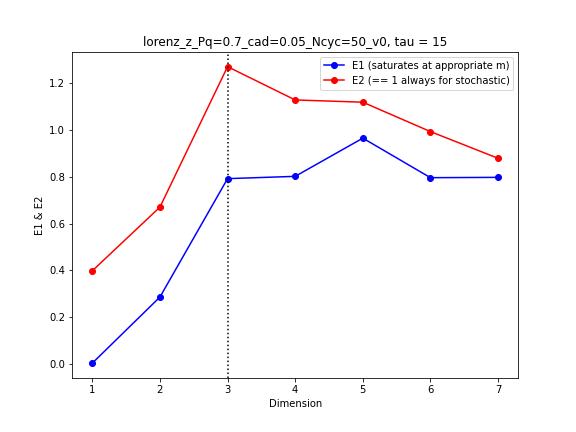 lorenz_z_Pq=0.7_cad=0.05_Ncyc=50_v0, tau = 15
E1 (saturates at appropriate m)
E2 (== 1 always for stochastic)
E1 & E2
1.2
1.0
0.8
0.6
0.4
0.2
0.0
1 2 3 4 5 6 7
Dimension